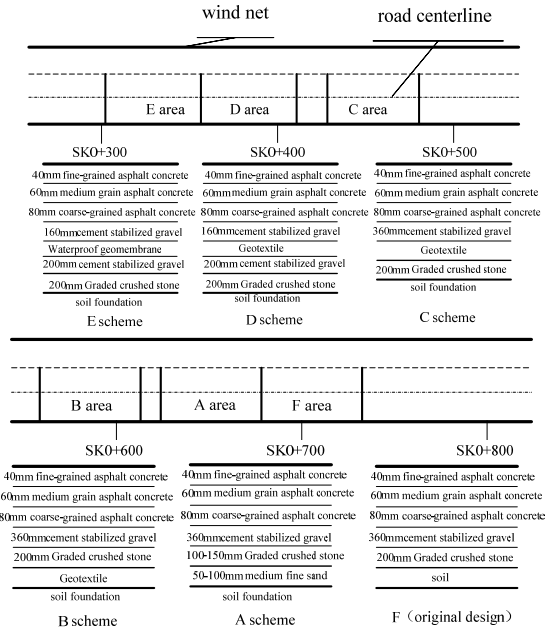 wind net
road centerline
E area
D area
C area
SK0+300
SK0+400
SK0+500
40mm fine-grained asphalt concrete
60mm medium grain asphalt concrete
80mm coarse-grained asphalt concrete
160mmcement stabilized gravel
Waterproof geomembrane
200mm cement stabilized gravel
200mm Graded crushed stone
soil foundation
E scheme
40mm fine-grained asphalt concrete
60mm medium grain asphalt concrete
80mm coarse-grained asphalt concrete
160mmcement stabilized gravel
Geotextile
200mm cement stabilized gravel
200mm Graded crushed stone
soil foundation
D scheme
40mm fine-grained asphalt concrete
60mm medium grain asphalt concrete
80mm coarse-grained asphalt concrete
360mmcement stabilized gravel
Geotextile
200mm Graded crushed stone
soil foundation
C scheme
B area
A area
F area
SK0+600
SK0+700
SK0+800
40mm fine-grained asphalt concrete
60mm medium grain asphalt concrete
80mm coarse-grained asphalt concrete
360mmcement stabilized gravel
200mm Graded crushed stone
Geotextile
soil foundation
B scheme
40mm fine-grained asphalt concrete
60mm medium grain asphalt concrete
80mm coarse-grained asphalt concrete
360mmcement stabilized gravel
100-150mm Graded crushed stone
50-100mm medium fine sand
soil foundation
A scheme
40mm fine-grained asphalt concrete
60mm medium grain asphalt concrete
80mm coarse-grained asphalt concrete
360mmcement stabilized gravel
200mm Graded crushed stone
soil
F（original design）